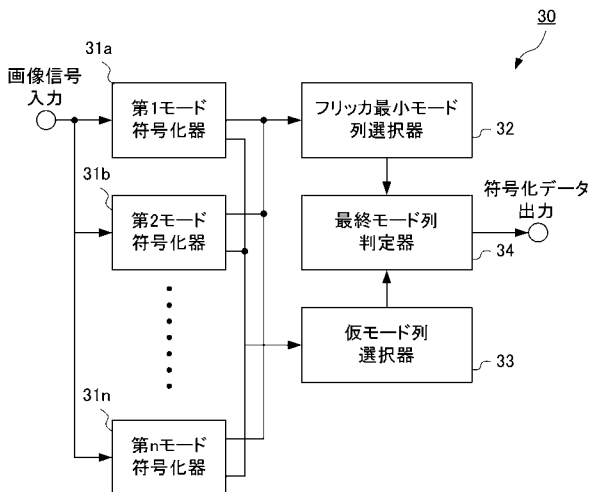 30
画像信号
入力
31a
第1モード
符号化器
フリッカ最小モード
列選択器
32
31b
第2モード
符号化器
最終モード列
判定器
34
符号化データ
出力
仮モード列
選択器
33
31n
第nモード
符号化器